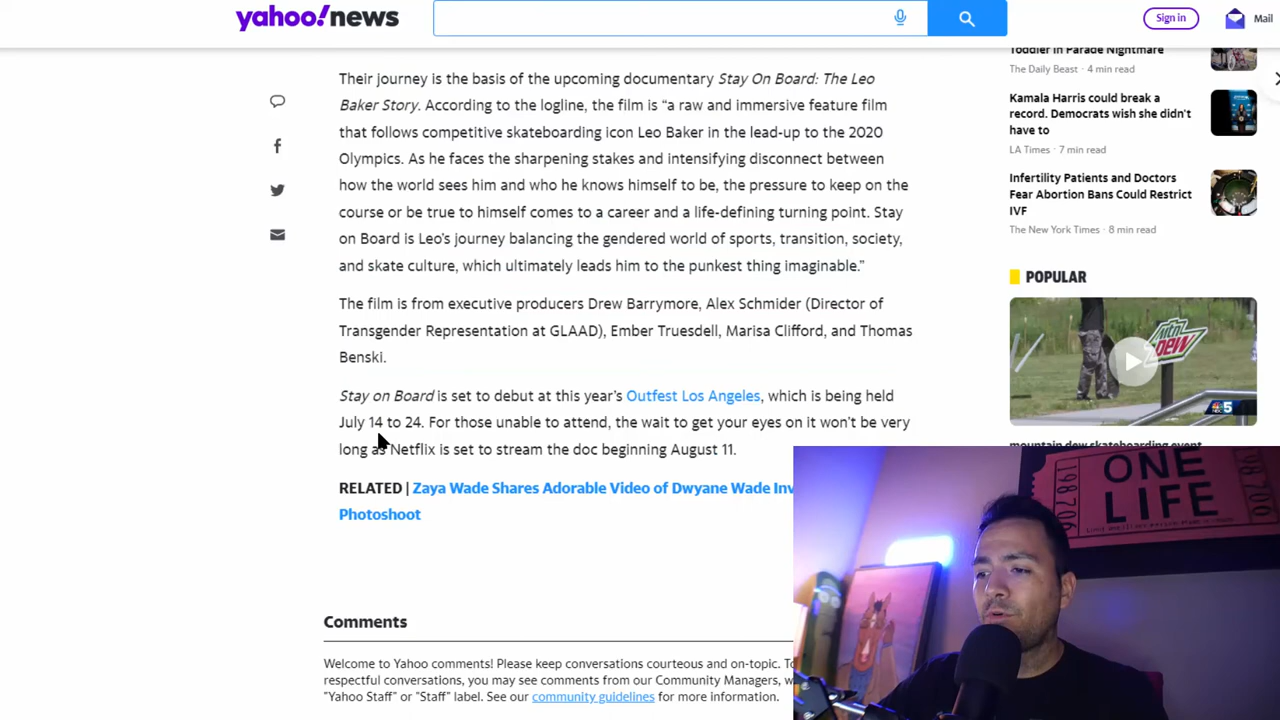 yahoo!news
Sign in
Mail
Their journey is the basis of the upcoming documentary Stay On Board: The Leo
Baker Story. According to the logline, the film is “a raw and immersive feature film
that follows competitive skateboarding icon Leo Baker in the lead-up to the 2020
Olympics. As he faces the sharpening stakes and intensifying disconnect between
how the world sees him and who he knows himself to be, the pressure to keep on the
course or be true to himself comes to a career and a life-defining turning point. Stay
on Board is Leo’s journey balancing the gendered world of sports, transition, society,
and skate culture, which ultimately leads him to the punkest thing imaginable.”
The film is from executive producers Drew Barrymore, Alex Schmider (Director of
Transgender Representation at GLAAD), Ember Truesdell, Marisa Clifford, and Thomas
Benski.
Stay on Board is set to debut at this year’s Outfest Los Angeles, which is being held
July 14 to 24. For those unable to attend, the wait to get your eyes on it won’t be very
long as Netflix is set to stream the doc beginning August 11.
RELATED | Zaya Wade Shares Adorable Video of Dwyane Wade Inv
Photoshoot
Comments
Welcome to Yahoo comments! Please keep conversations courteous and on-topic. To
respectful conversations, you may see comments from our Community Managers, w
"Yahoo Staff" or "Staff" label. See our community guidelines for more information.
Toddler in Parade Nightmare
The Daily Beast · 4 min read
Kamala Harris could break a
record. Democrats wish she didn't
have to
LA Times · 7 min read
Infertility Patients and Doctors
Fear Abortion Bans Could Restrict
IVF
The New York Times · 8 min read
POPULAR
mtn
DEW
NBC 5
mountain dew skateboarding event
ONE
LIFE
198706
198706